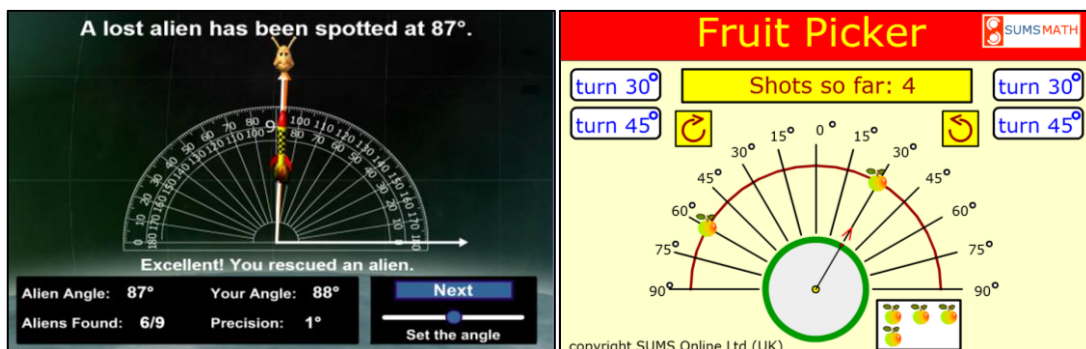 A lost alien has been spotted at 87°.
9
Excellent! You rescued an alien.
Alien Angle: 87° Your Angle: 88°
Aliens Found: 6/9 Precision: 1°
Next
Set the angle
Fruit Picker
SUMSMATH
turn 30°
Shots so far: 4
turn 30°
turn 45°
turn 45°
90°
75°
60°
45°
30°
15°
0°
15°
30°
45°
60°
75°
90°
copyright SUMS Online Ltd (UK)